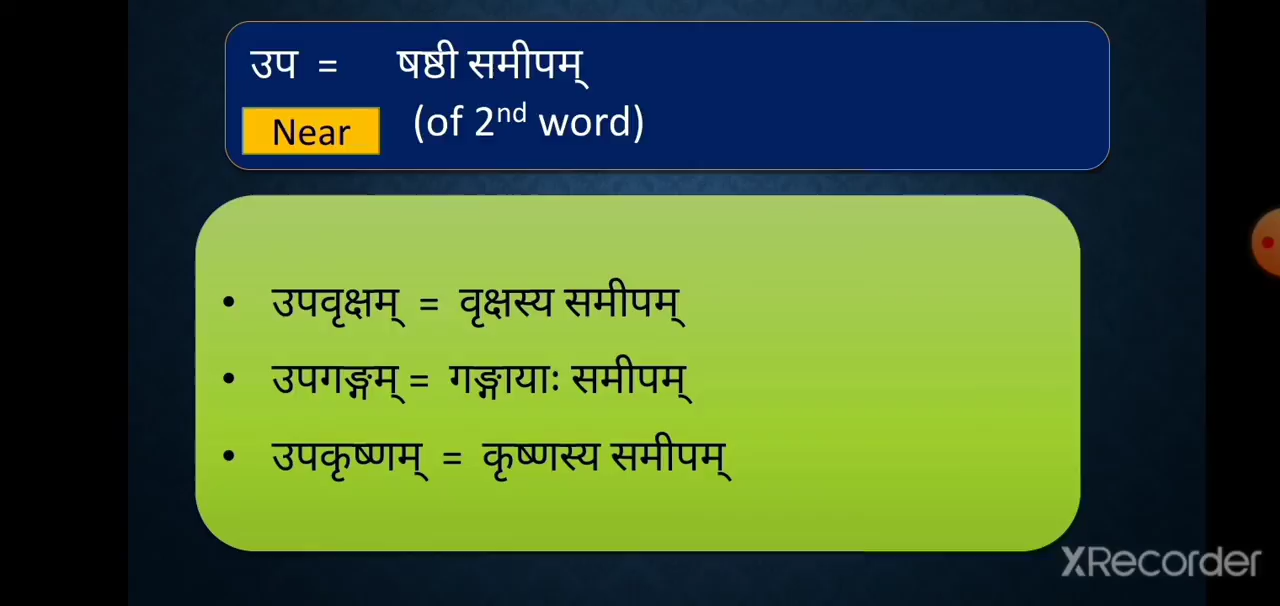 उप = षष्ठी समीपम्
Near (of 2nd word)
• उपवृक्षम् = वृक्षस्य समीपम्
• उपगङ्गम् = गङ्गायाः समीपम्
• उपकृष्णम् = कृष्णस्य समीपम्
XRecorder